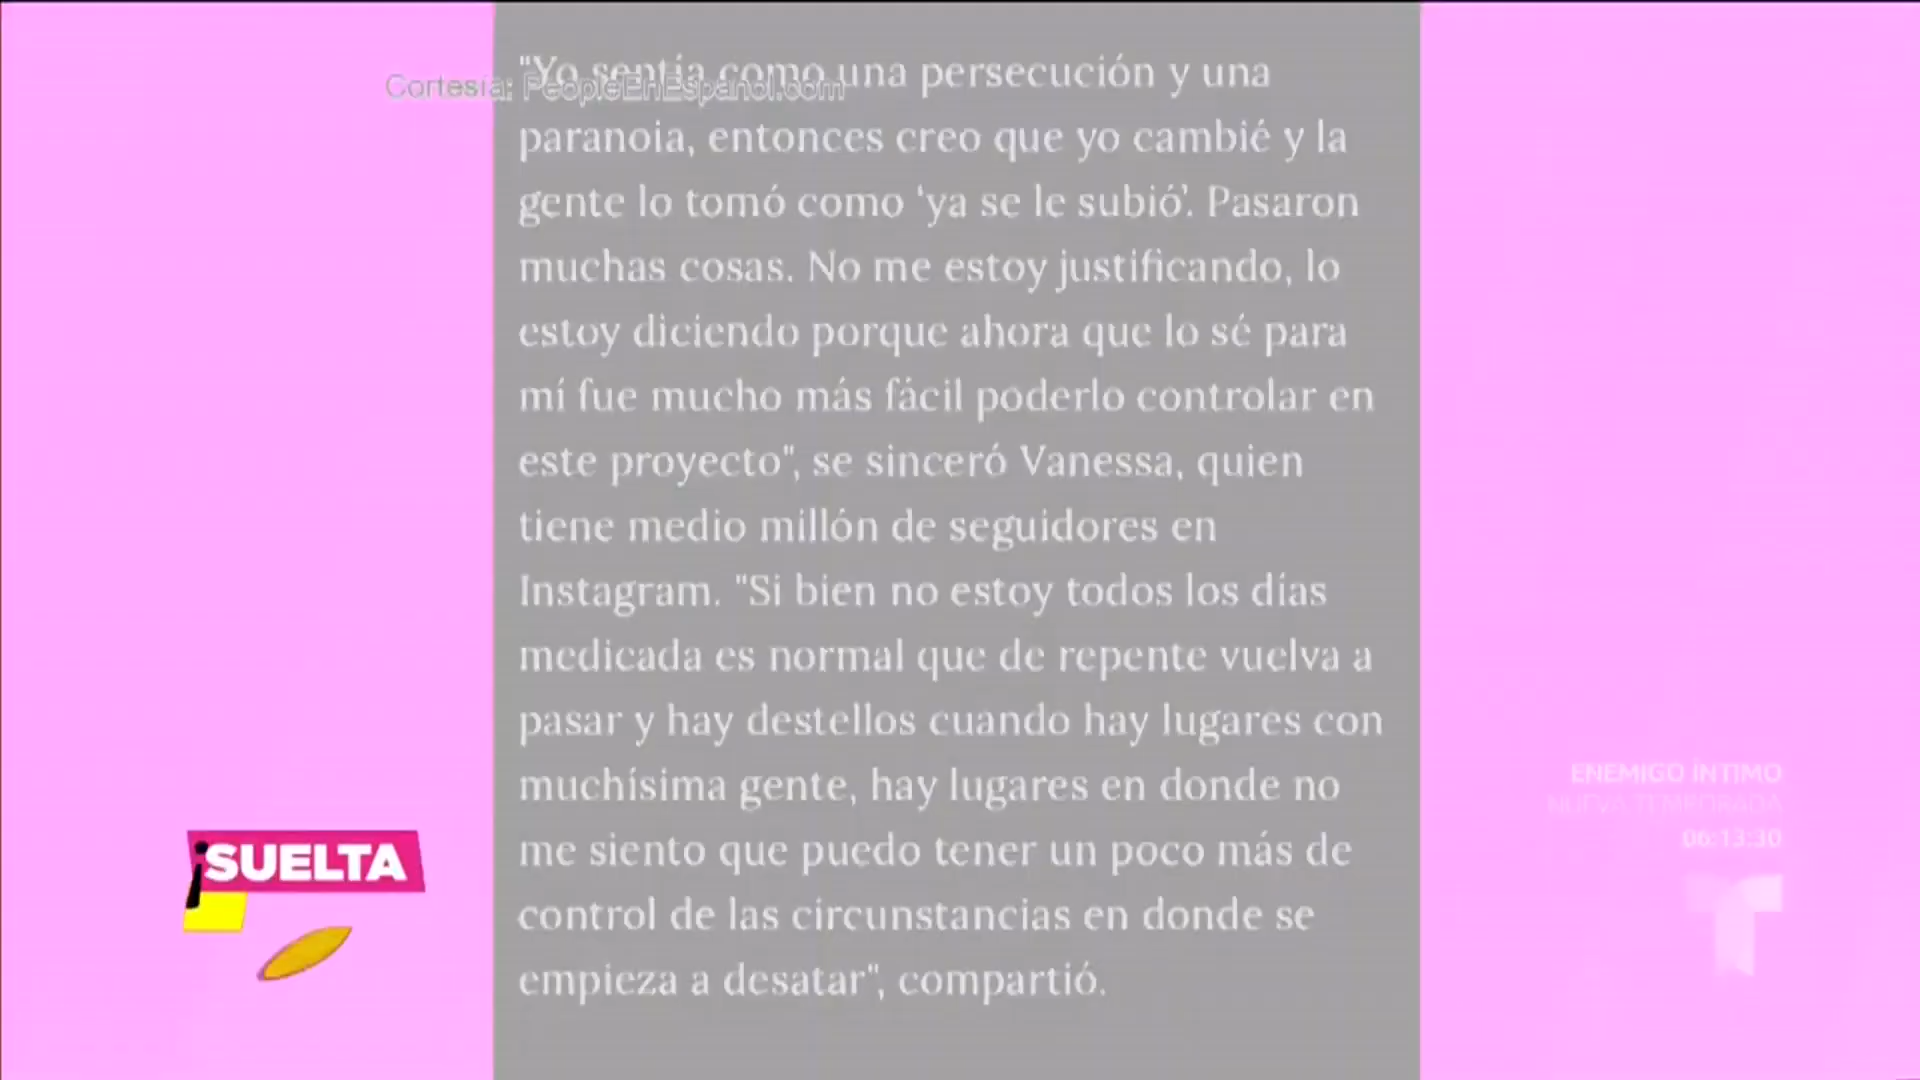 "Yo sentía como una persecución y una
Cortesía: PeopleEnEspañol.com
paranoia, entonces creo que yo cambié y la
gente lo tomó como ‘ya se le subió’. Pasaron
muchas cosas. No me estoy justificando, lo
estoy diciendo porque ahora que lo sé para
mí fue mucho más fácil poderlo controlar en
este proyecto", se sinceró Vanessa, quien
tiene medio millón de seguidores en
Instagram. "Si bien no estoy todos los días
medicada es normal que de repente vuelva a
pasar y hay destellos cuando hay lugares con
muchísima gente, hay lugares en donde no
me siento que puedo tener un poco más de
control de las circunstancias en donde se
empieza a desatar", compartió.
¡SUELTA
ENEMIGO INTIMO
NUEVA TEMPORADA
06:13:30